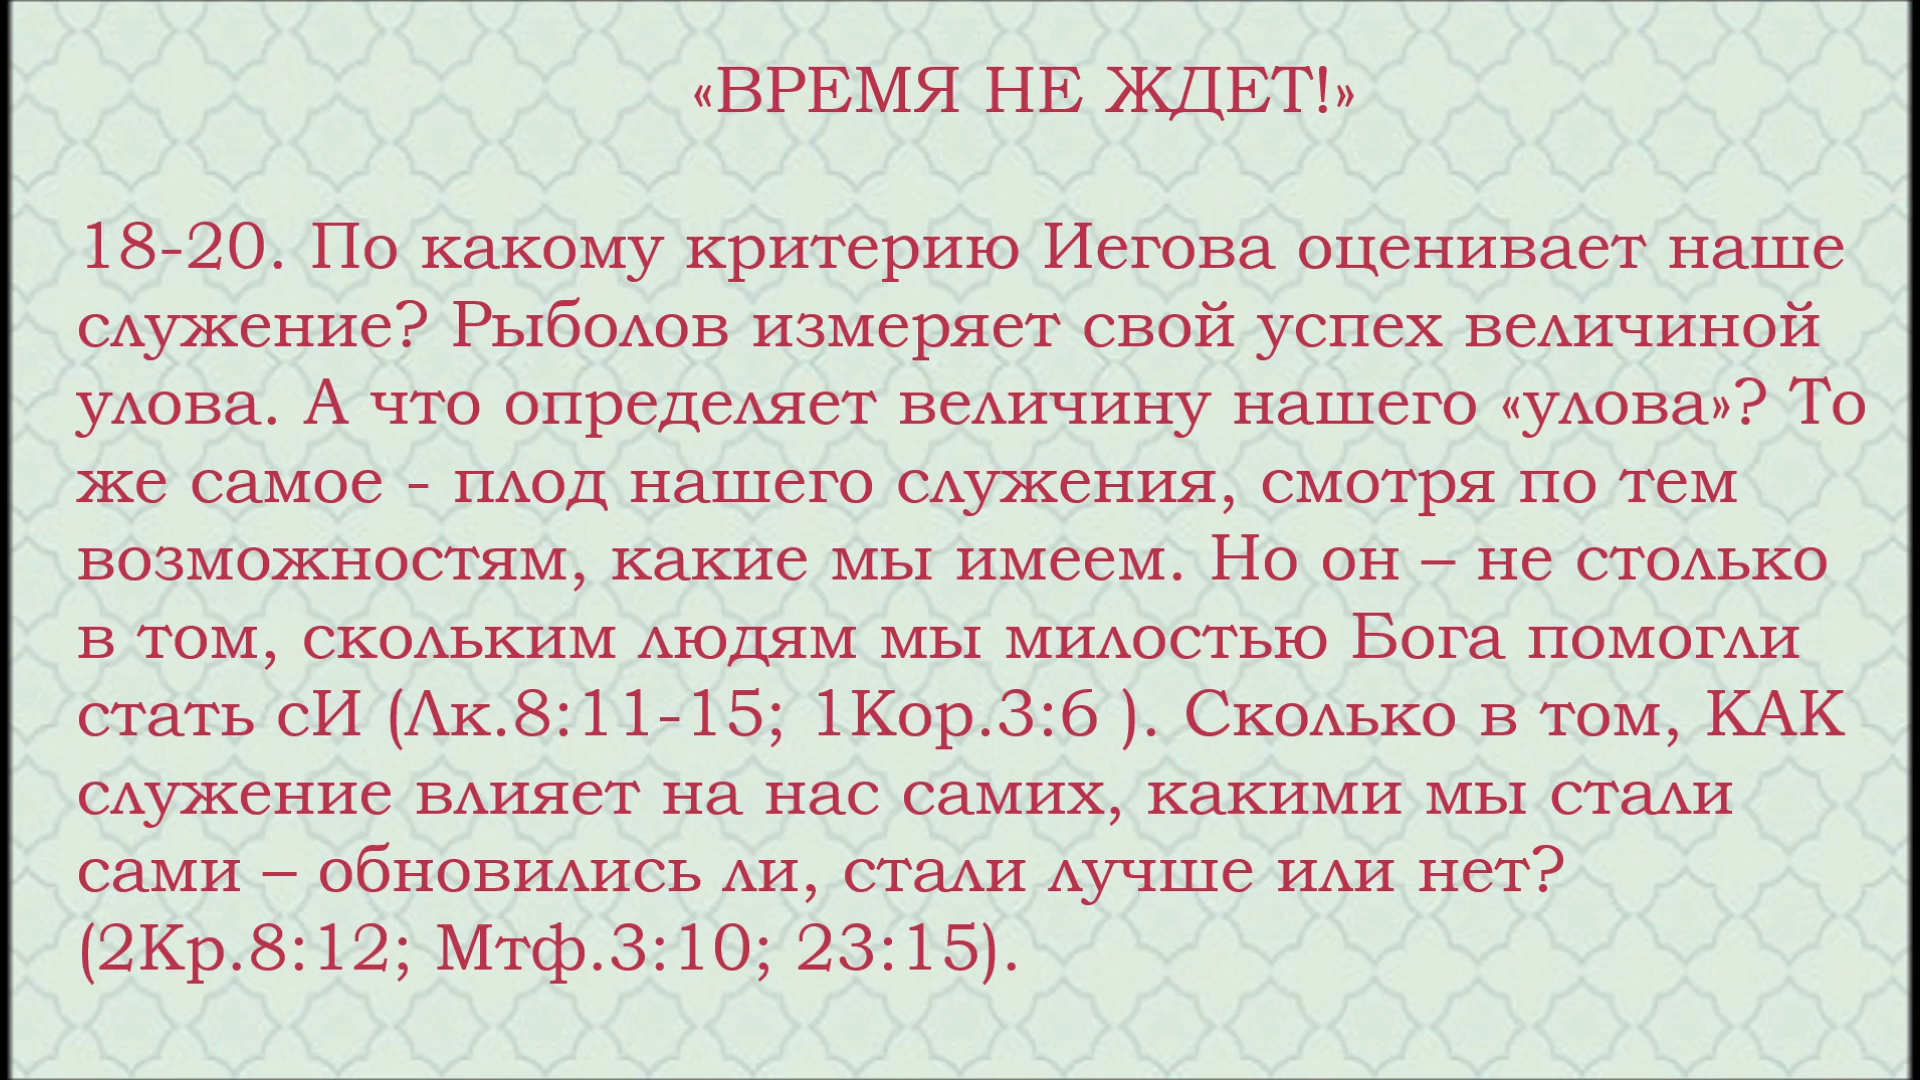 «ВРЕМЯ НЕ ЖДЕТ!»
18-20. По какому критерию Иегова оценивает наше
служение? Рыболов измеряет свой успех величиной
улова. А что определяет величину нашего «улова»? То
же самое - плод нашего служения, смотря по тем
возможностям, какие мы имеем. Но он – не столько
в том, скольким людям мы милостью Бога помогли
стать сИ (Лк.8:11-15; 1Кор.3:6 ). Сколько в том, КАК
служение влияет на нас самих, какими мы стали
сами – обновились ли, стали лучше или нет?
(2Кр.8:12; Мтф.3:10; 23:15).